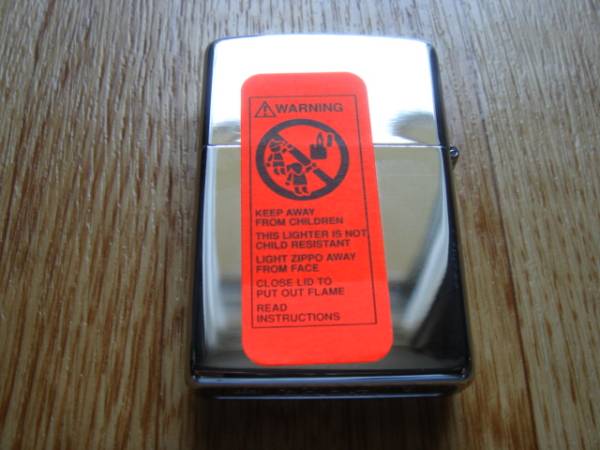 WARNING
KEEP AWAY
FROM CHILDREN
THIS LIGHTER IS NOT
CHILD RESISTANT
LIGHT ZIPPO AWAY
FROM FACE
CLOSE LID TO
PUT OUT FLAME
READ
INSTRUCTIONS